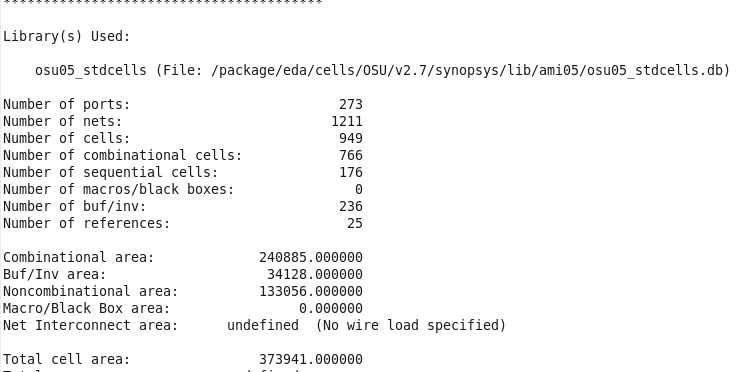 ****************************************
Library(s) Used:
osu05_stdcells (File: /package/eda/cells/OSU/v2.7/synopsys/lib/ami05/osu05_stdcells.db)
Number of ports: 273
Number of nets: 1211
Number of cells: 949
Number of combinational cells: 766
Number of sequential cells: 176
Number of macros/black boxes: 0
Number of buf/inv: 236
Number of references: 25
Combinational area: 240885.000000
Buf/Inv area: 34128.000000
Noncombinational area: 133056.000000
Macro/Black Box area: 0.000000
Net Interconnect area: undefined (No wire load specified)
Total cell area: 373941.000000